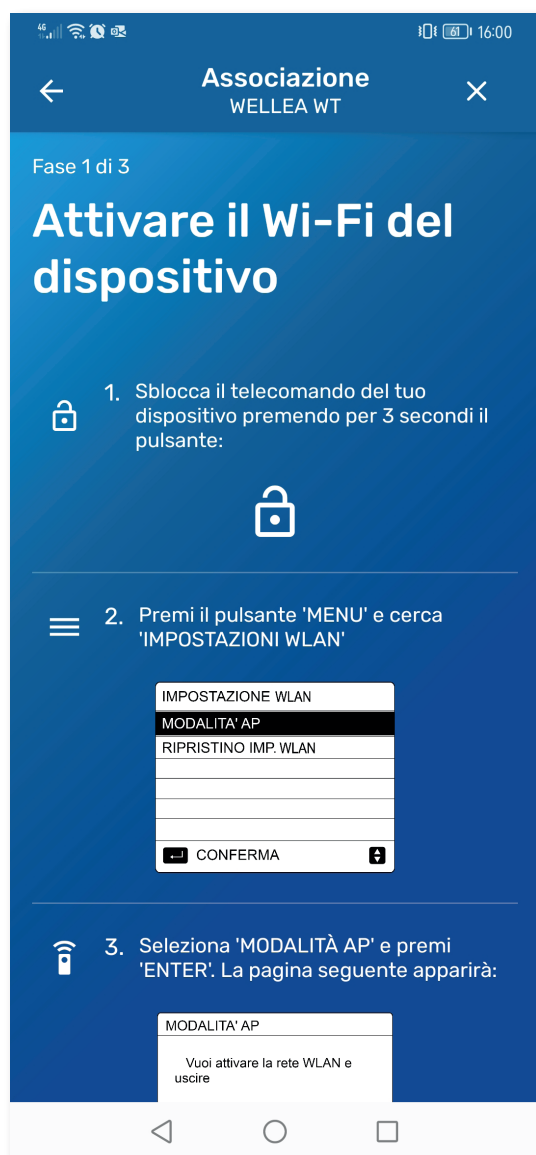 4G
61
16:00
Associazione
WELLEA WT
Fase 1 di 3
Attivare il Wi-Fi del
dispositivo
1. Sblocca il telecomando del tuo
dispositivo premendo per 3 secondi il
pulsante:
2. Premi il pulsante 'MENU' e cerca
'IMPOSTAZIONI WLAN'
IMPOSTAZIONE WLAN
MODALITA' AP
RIPRISTINO IMP. WLAN
CONFERMA
3. Seleziona 'MODALITÀ AP' e premi
'ENTER'. La pagina seguente apparirà:
MODALITA' AP
Vuoi attivare la rete WLAN e
uscire